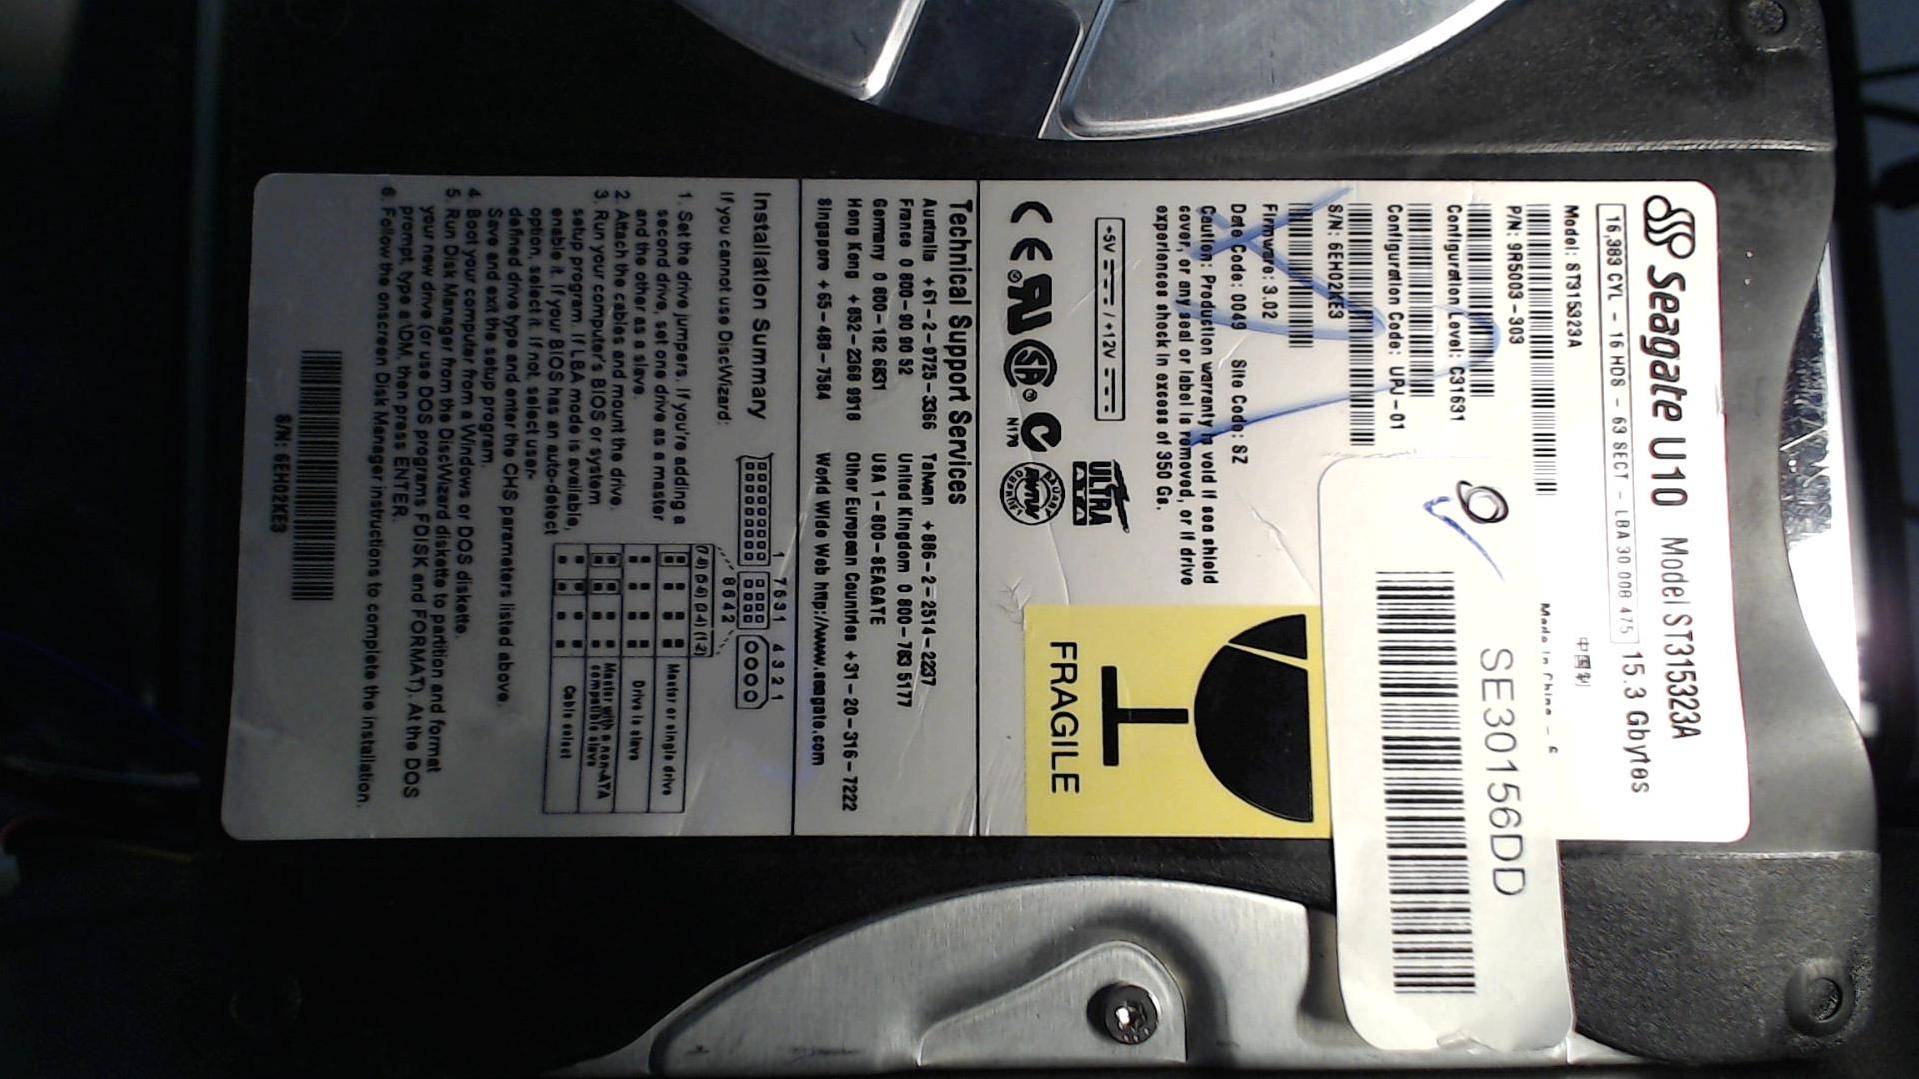 Seagate U10 Model ST315323A
16,383 CYL - 16 HDS - 63 SECT - LBA 30 008 475 15.3 Gbytes
Model: ST315323A
中国制
Made in China - 6
P/N: 9R5003-303
Configuration Level: C31631
Configuration Code: UPU-01
S/N: 6EH02KE3
Firmware: 3.02
Date Code: 0049 Site Code: SZ
Caution: Production warranty is void if sea shield
cover, or any seal or label is removed, or if drive
experiences shock in excess of 350 Gs.
SE30156DD
+5V / +12V
ULTRA
ATA
N176
FRAGILE
Technical Support Services
Australia +61-2-9725-3366 Taiwan +886-2-2514-2237
France 0 800-90 90 52 United Kingdom 0 800-783 5177
Germany 0 800-182 6831 USA 1-800-SEAGATE
Hong Kong +852-2368 9918 Other European Countries +31-20-316-7222
Singapore +65-488-7584 World Wide Web http://www.seagate.com
Installation Summary
If you cannot use DiscWizard:
1. Set the drive jumpers. If you're adding a
second drive, set one drive as a master
and the other as a slave.
2 Attach the cables and mount the drive.
3. Run your computer's BIOS or system
setup program. If LBA mode is available,
enable it. If your BIOS has an auto-detect
option, select it. If not, select user-
defined drive type and enter the CHS parameters listed above.
Save and exit the setup program.
4. Boot your computer from a Windows or DOS diskette.
5. Run Disk Manager from the DiscWizard diskette to partition and format
your new drive (or use DOS programs FDISK and FORMAT). At the DOS
prompt, type a:\DM, then press ENTER.
6. Follow the onscreen Disk Manager instructions to complete the installation.
1 7531 4321
8642
(7-8) (5-6) (3-4) (1-2)
Master or single drive
Drive is slave
Master with a non-ATA
compatible slave
Cable select
S/N: 6EH02KE3